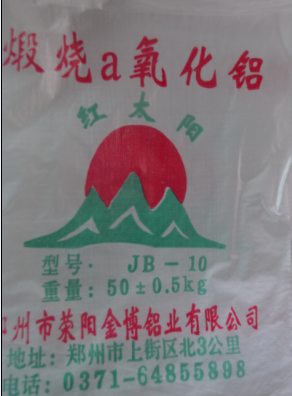 煅烧a氧化铝
红太阳
型号: JB-10
重量: 50±0.5kg
州市荥阳金博铝业有限公司
地址: 郑州市上街区北3公里
电话: 0371-64855898